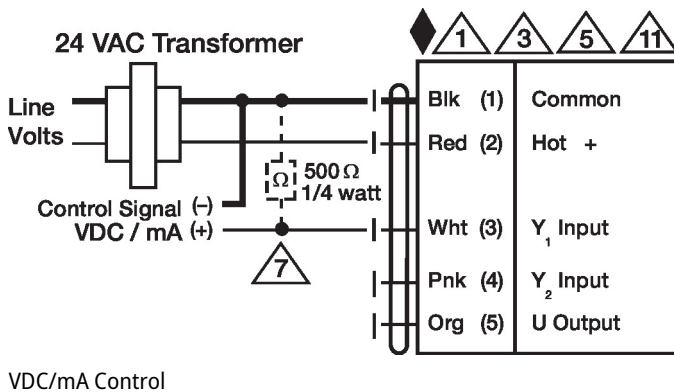 24 VAC Transformer
1 3 5 11
Line
Volts
Blk (1) Common
Red (2) Hot +
Ω 500 Ω
1/4 watt
Control Signal (–)
VDC / mA (+)
Wht (3) Y1 Input
7
Pnk (4) Y2 Input
Org (5) U Output
VDC/mA Control